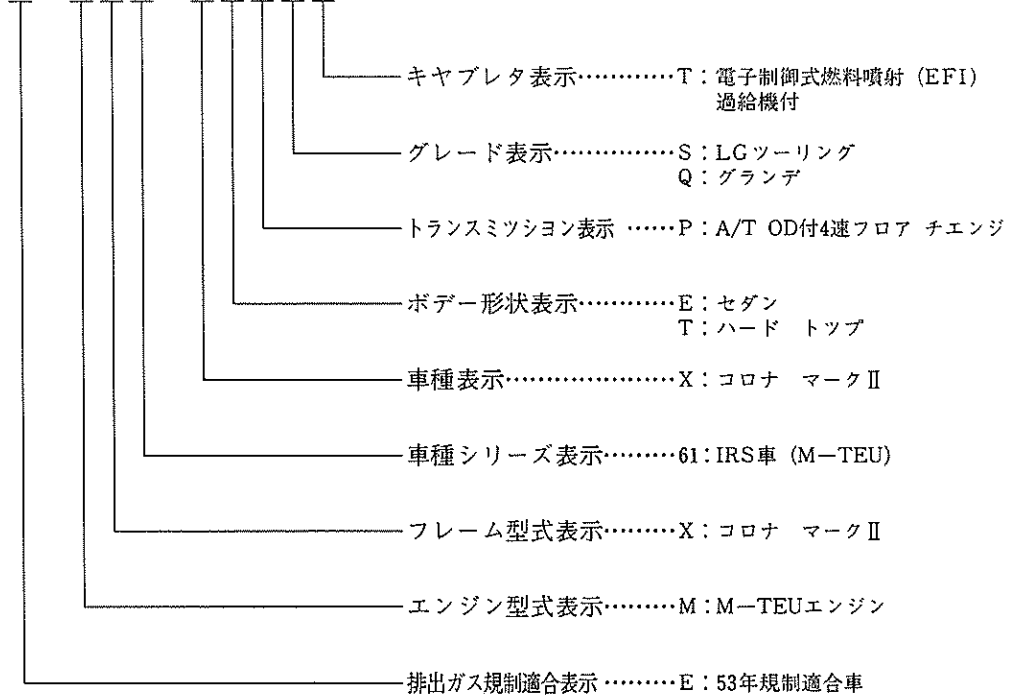 キヤブレタ表示…………T：電子制御式燃料噴射 (EFI)
過給機付
グレード表示……………S：LGツーリング
Q：グランデ
トランスミツシヨン表示 ……P：A/T OD付4速フロア チエンジ
ボデー形状表示…………E：セダン
T：ハード トツプ
車種表示…………………X：コロナ マークⅡ
車種シリーズ表示………61：IRS車 (M—TEU)
フレーム型式表示………X：コロナ マークⅡ
エンジン型式表示………M：M—TEUエンジン
排出ガス規制適合表示 ………E：53年規制適合車